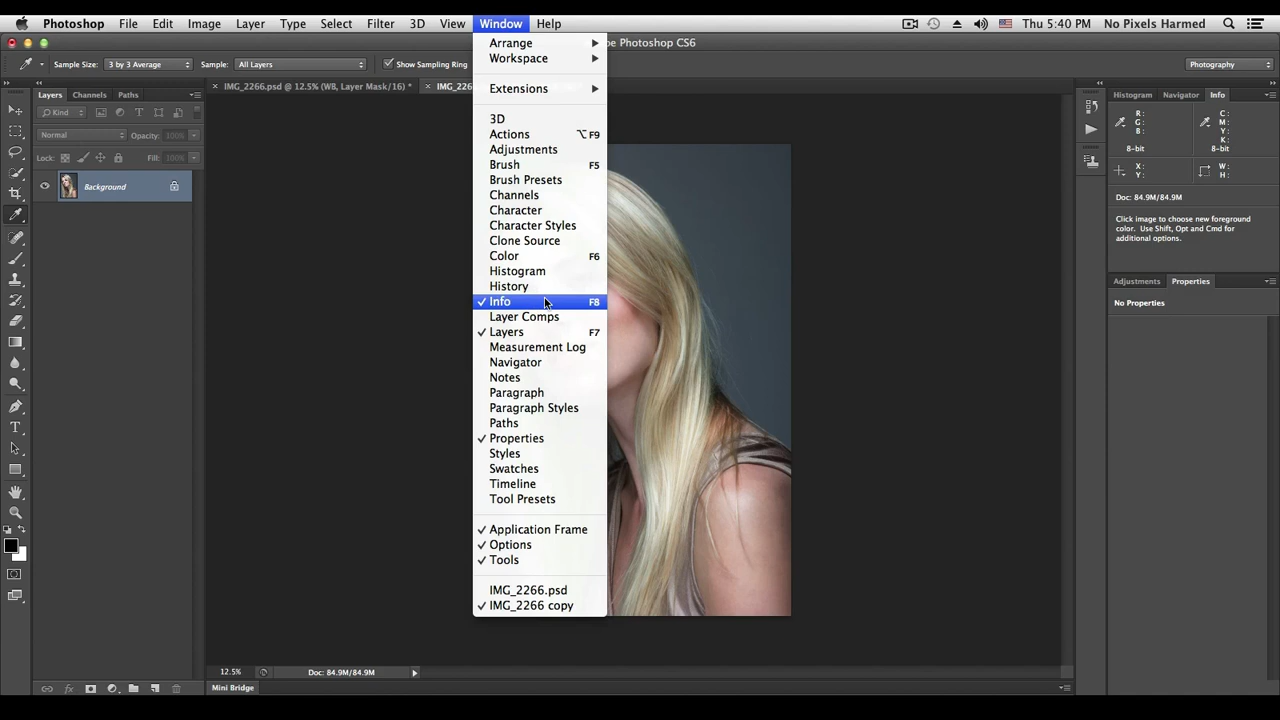 Photoshop File Edit Image Layer Type Select Filter 3D View Window Help Thu 5:40 PM No Pixels Harmed
pe Photoshop CS6
Sample Size: 3 by 3 Average Sample: All Layers Show Sampling Ring Photography
Layers Channels Paths
IMG_2266.psd @ 12.5% (WB, Layer Mask/16) *
IMG_226
Kind
Normal Opacity: 100%
Lock: Fill: 100%
Background
Arrange
Workspace
Extensions
3D
Actions ⌥F9
Adjustments
Brush F5
Brush Presets
Channels
Character
Character Styles
Clone Source
Color F6
Histogram
History
✓ Info F8
Layer Comps
✓ Layers F7
Measurement Log
Navigator
Notes
Paragraph
Paragraph Styles
Paths
✓ Properties
Styles
Swatches
Timeline
Tool Presets
✓ Application Frame
✓ Options
✓ Tools
IMG_2266.psd
✓ IMG_2266 copy
Histogram Navigator Info
R: C:
G: M:
B: Y:
K:
8-bit 8-bit
X: W:
Y: H:
Doc: 84.9M/84.9M
Click image to choose new foreground
color. Use Shift, Opt and Cmd for
additional options.
Adjustments Properties
No Properties
12.5% Doc: 84.9M/84.9M
Mini Bridge